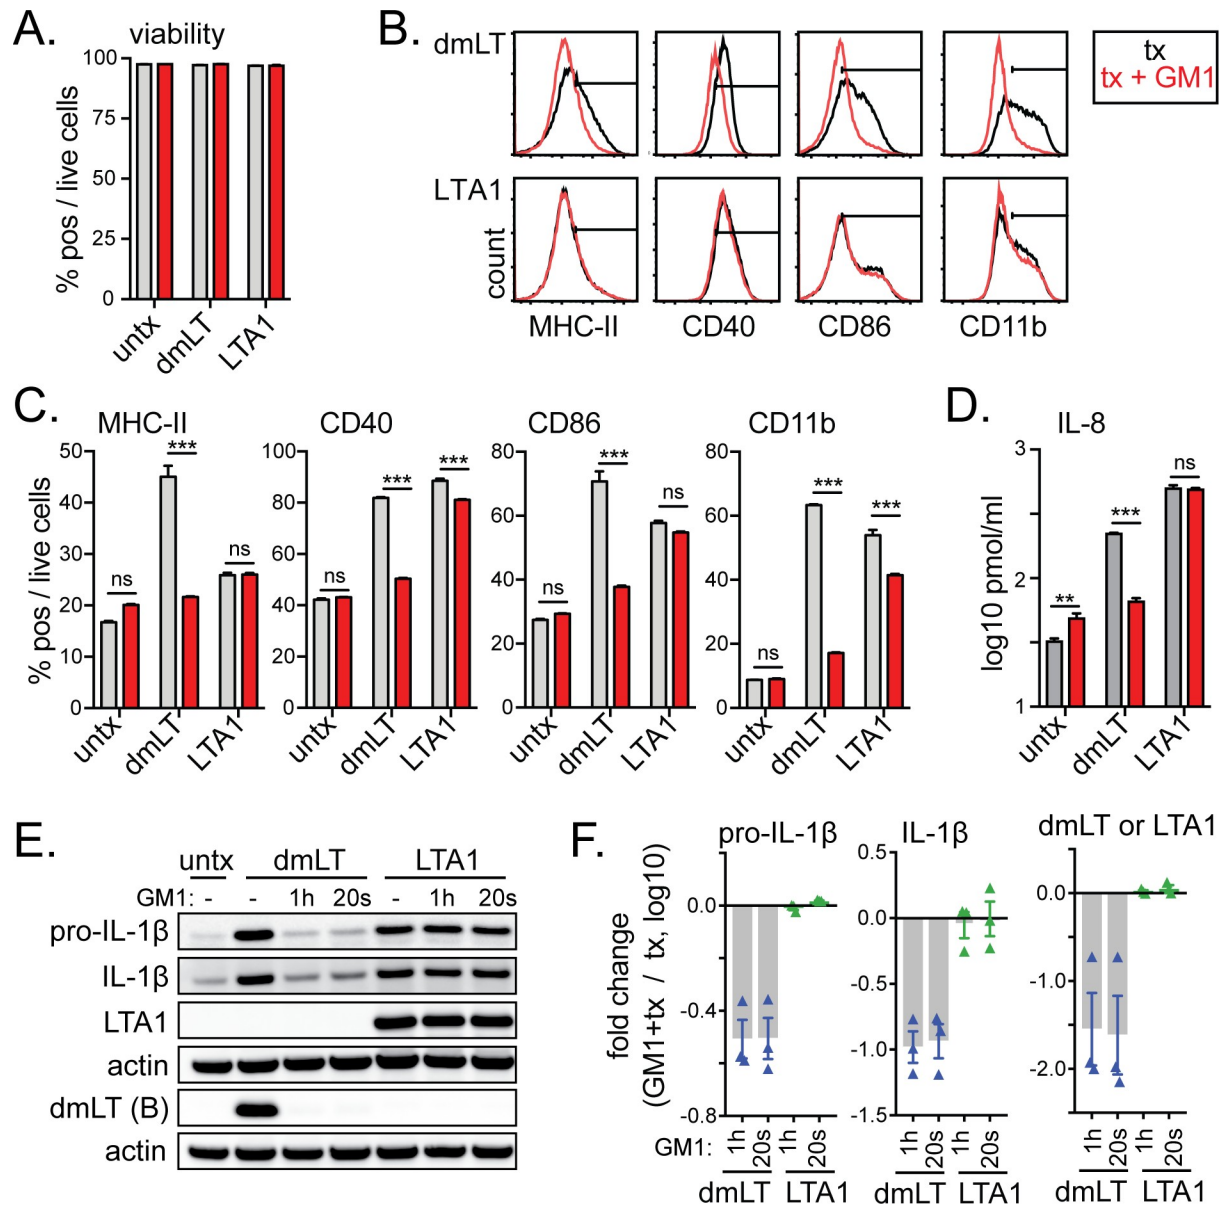 A.
viability
% pos / live cells
100
75
50
25
0
untx
dmLT
LTA1
B.
dmLT
LTA1
count
MHC-II
CD40
CD86
CD11b
tx
tx + GM1
C.
MHC-II
% pos / live cells
50
40
30
20
10
0
ns
***
ns
untx
dmLT
LTA1
CD40
100
80
60
40
20
0
ns
***
***
untx
dmLT
LTA1
CD86
80
60
40
20
0
ns
***
ns
untx
dmLT
LTA1
CD11b
80
60
40
20
0
ns
***
***
untx
dmLT
LTA1
D.
IL-8
log10 pmol/ml
3
2
1
**
***
ns
untx
dmLT
LTA1
E.
untx dmLT LTA1
GM1: - - 1h 20s - 1h 20s
pro-IL-1β
IL-1β
LTA1
actin
dmLT (B)
actin
F.
fold change
(GM1+tx / tx, log10)
pro-IL-1β
0.0
-0.4
-0.8
GM1: 1h 20s 1h 20s
dmLT LTA1
IL-1β
0.5
0.0
-0.5
-1.0
-1.5
1h 20s 1h 20s
dmLT LTA1
dmLT or LTA1
0.0
-1.0
-2.0
1h 20s 1h 20s
dmLT LTA1